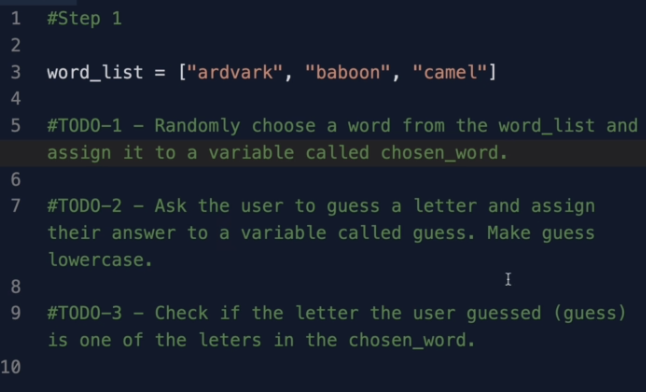 1 #Step 1
2
3 word_list = ["ardvark", "baboon", "camel"]
4
5 #TODO-1 - Randomly choose a word from the word_list and
assign it to a variable called chosen_word.
6
7 #TODO-2 - Ask the user to guess a letter and assign
their answer to a variable called guess. Make guess
lowercase.
8
9 #TODO-3 - Check if the letter the user guessed (guess)
is one of the leters in the chosen_word.
10